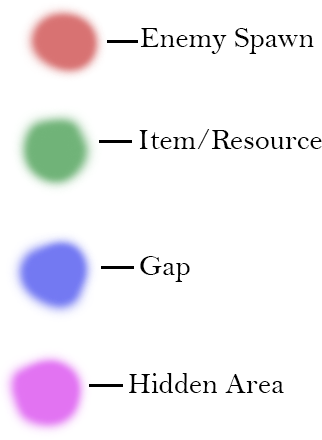 Enemy Spawn
Item/Resource
Gap
Hidden Area